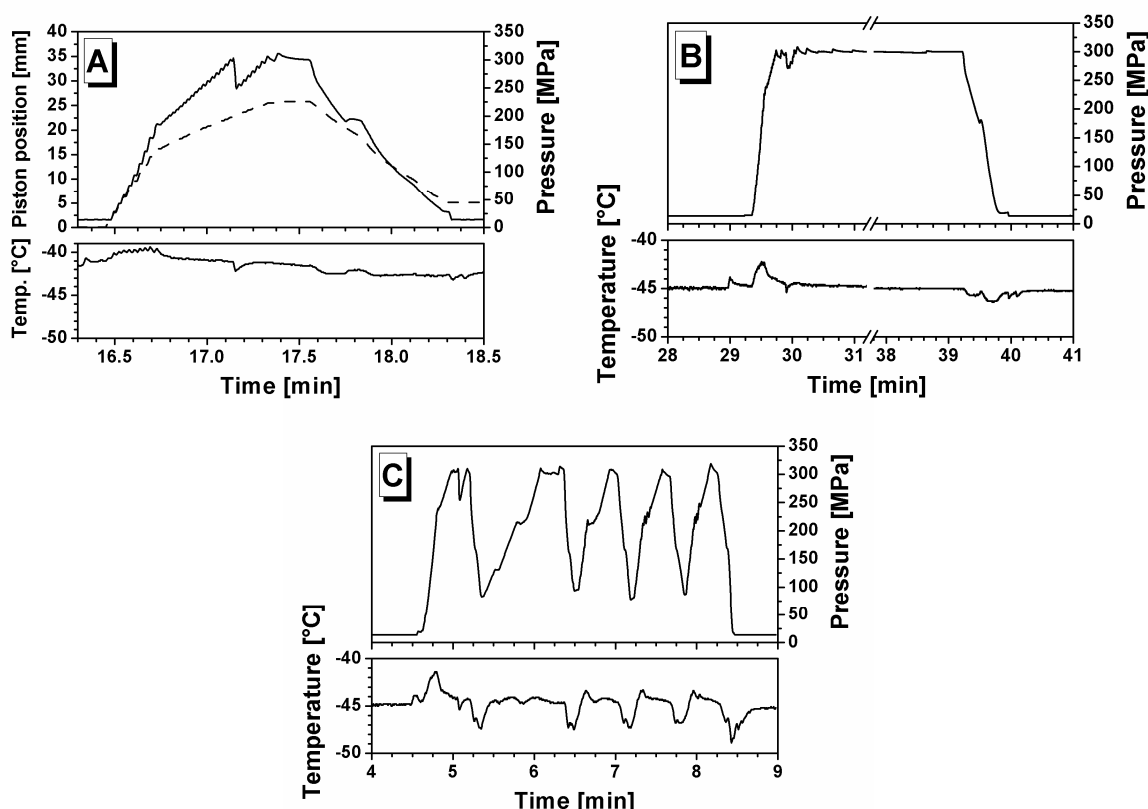 A
Piston position [mm]
40
35
30
25
20
15
10
5
0
350
300
250
200
150
100
50
0
Pressure [MPa]
Temp. [°C]
-40
-45
-50
16.5 17.0 17.5 18.0 18.5
Time [min]
B
350
300
250
200
150
100
50
0
Pressure [MPa]
Temperature [°C]
-40
-45
-50
28 29 30 31 38 39 40 41
Time [min]
C
350
300
250
200
150
100
50
0
Pressure [MPa]
Temperature [°C]
-40
-45
-50
4 5 6 7 8 9
Time [min]